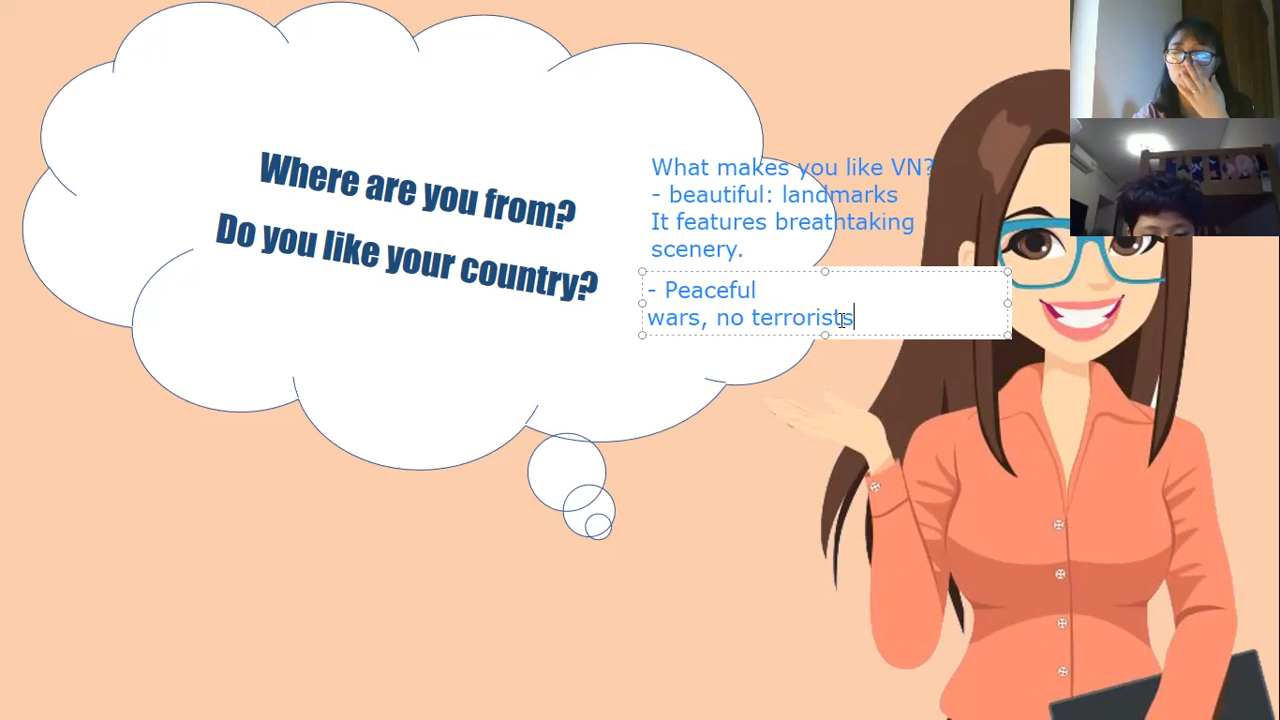 Where are you from?
Do you like your country?
What makes you like VN?
- beautiful: landmarks
It features breathtaking
scenery.
- Peaceful
wars, no terrorists